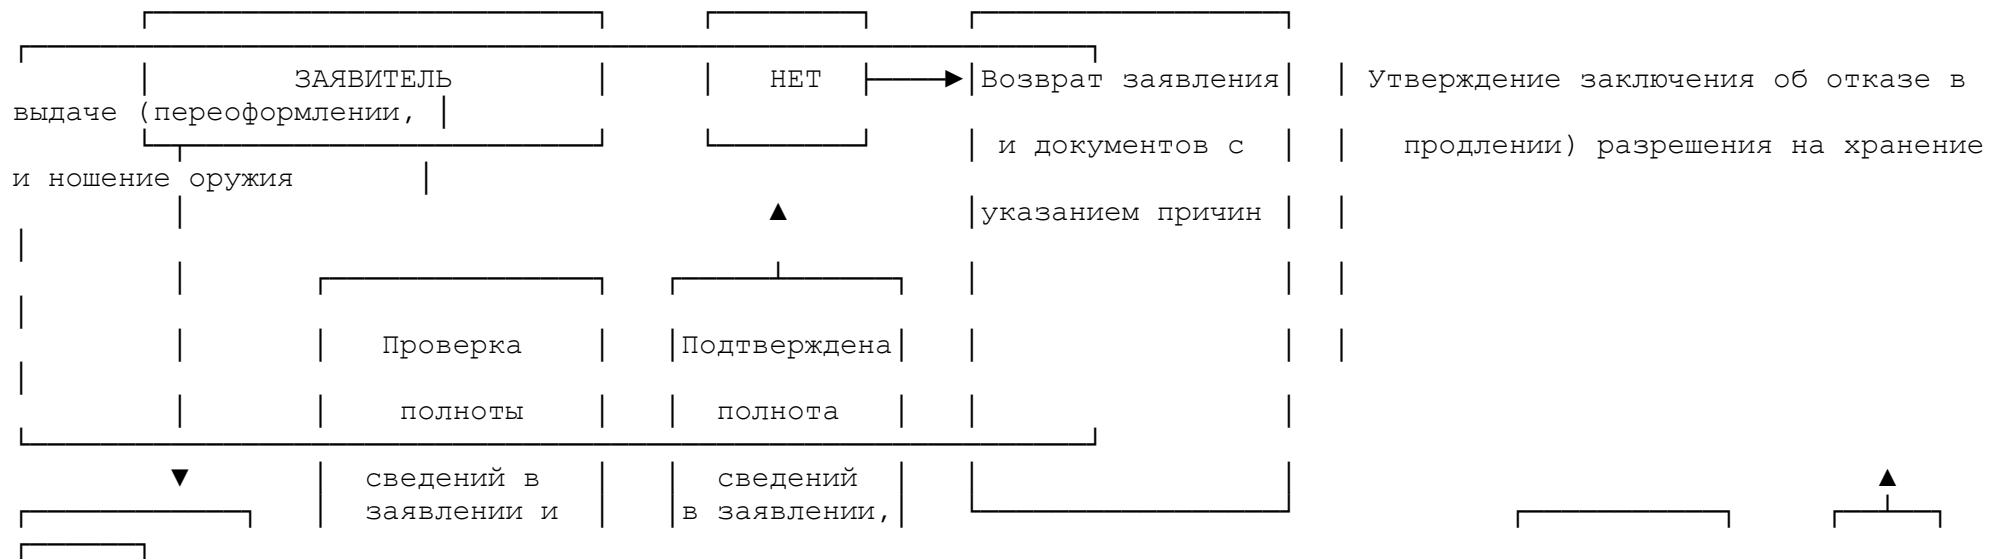 ЗАЯВИТЕЛЬ НЕТ Возврат заявления Утверждение заключения об отказе в
выдаче (переоформлении,
и документов с продлении) разрешения на хранение
и ношение оружия
указанием причин
Проверка Подтверждена
полноты полнота
сведений в сведений
заявлении и в заявлении,